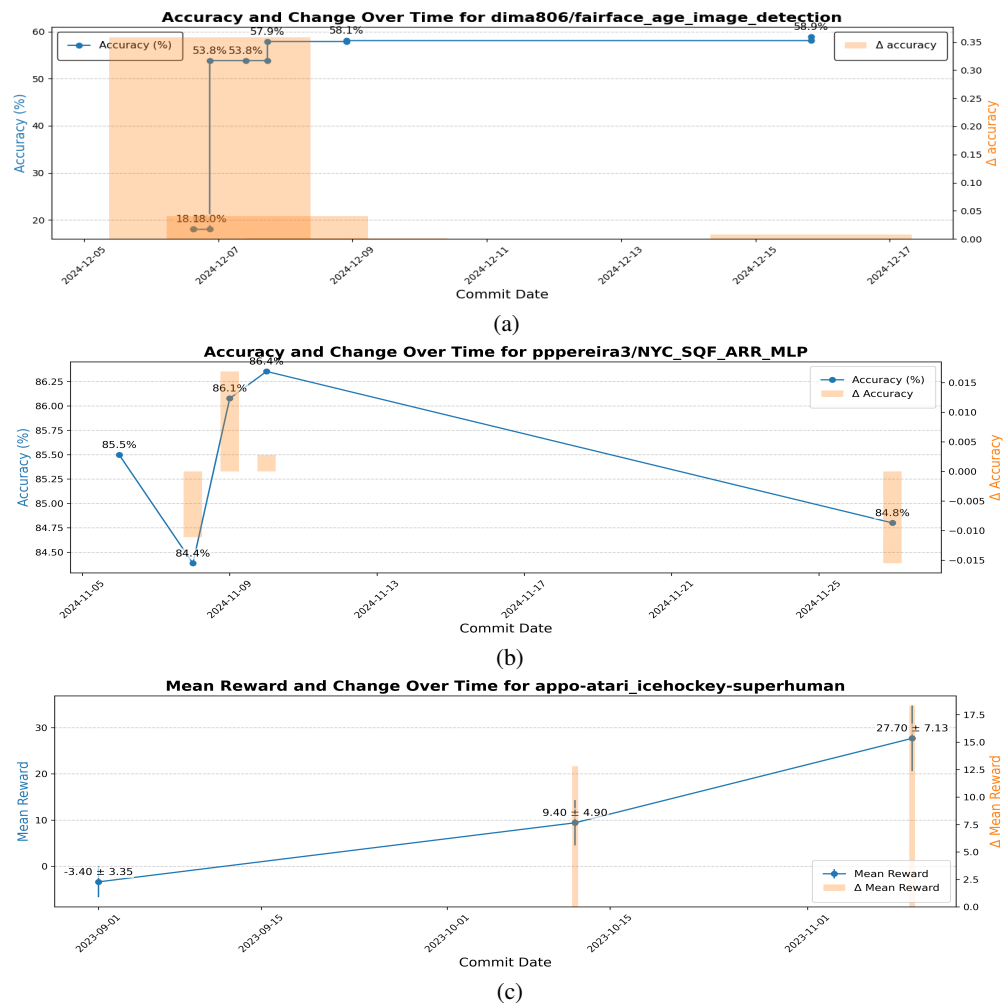 Accuracy and Change Over Time for dima806/fairface_age_image_detection
Accuracy (%)
Δ accuracy
60
50
40
30
20
Accuracy (%)
18.1
18.0%
53.8%
53.8%
57.9%
58.1%
58.9%
0.35
0.30
0.25
0.20
0.15
0.10
0.05
0.00
Δ accuracy
2024-12-05
2024-12-07
2024-12-09
2024-12-11
2024-12-13
2024-12-15
2024-12-17
Commit Date
(a)
Accuracy and Change Over Time for pppereira3/NYC_SQF_ARR_MLP
Accuracy (%)
Δ Accuracy
86.25
86.00
85.75
85.50
85.25
85.00
84.75
84.50
Accuracy (%)
85.5%
84.4%
86.1%
86.4%
84.8%
0.015
0.010
0.005
0.000
−0.005
−0.010
−0.015
Δ Accuracy
2024-11-05
2024-11-09
2024-11-13
2024-11-17
2024-11-21
2024-11-25
Commit Date
(b)
Mean Reward and Change Over Time for appo-atari_icehockey-superhuman
30
20
10
0
Mean Reward
-3.40 ± 3.35
9.40 ± 4.90
27.70 ± 7.13
Mean Reward
Δ Mean Reward
17.5
15.0
12.5
10.0
7.5
5.0
2.5
0.0
Δ Mean Reward
2023-09-01
2023-09-15
2023-10-01
2023-10-15
2023-11-01
Commit Date
(c)